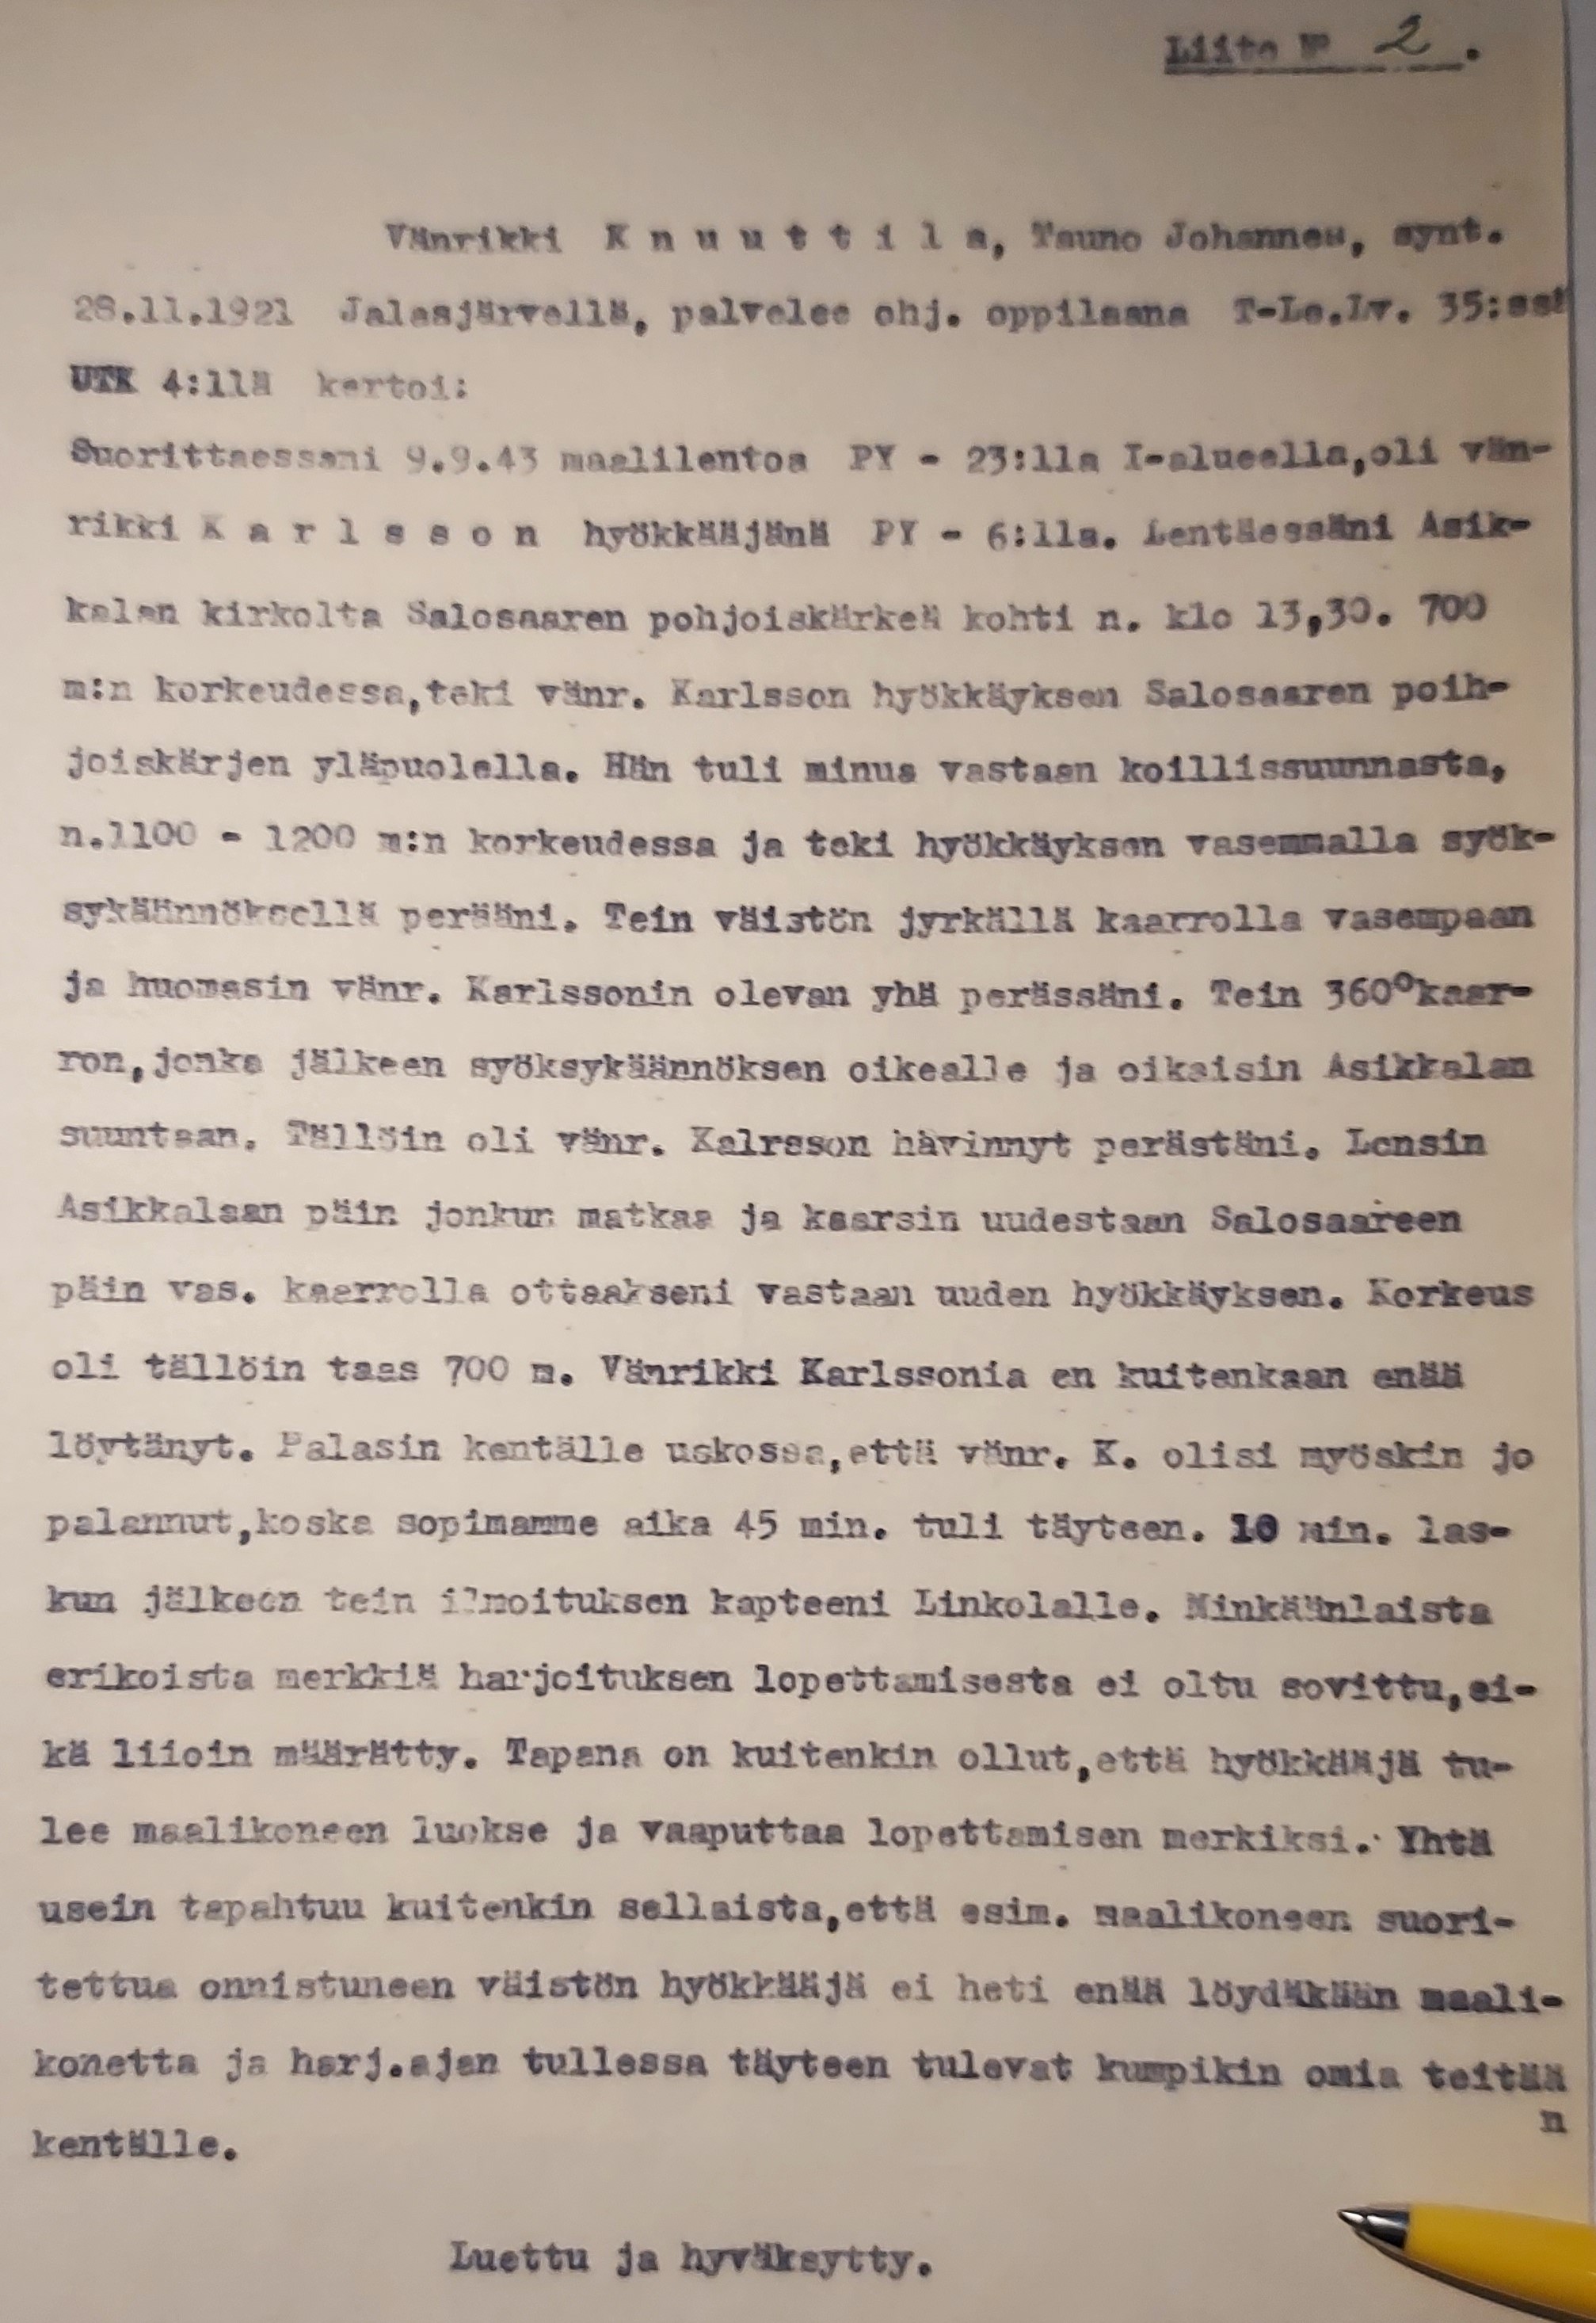 Liite № 2.
Vänrikki K n u u t t i l a, Tauno Johannes, synt.
28.11.1921 Jalasjärvellä, palvelee ohj. oppilaana T-Le.Lv. 35:ssä
UTK 4:llä kertoi:
Suorittaessani 9.9.43 maalilentoa PY - 23:lla I-alueella,oli vän-
rikki K a r l s s o n hyökkääjänä PY - 6:lla. Lentäessäni Asik-
kalan kirkolta Salosaaren pohjoiskärkeä kohti n. klo 13,30. 700
m:n korkeudessa,teki vänr. Karlsson hyökkäyksen Salosaaren poih-
joiskärjen yläpuolella. Hän tuli minua vastaan koillissuunnasta,
n.1100 - 1200 m:n korkeudessa ja teki hyökkäyksen vasemmalla syök-
sykäännöksellä perääni. Tein väistön jyrkällä kaarrolla vasempaan
ja huomasin vänr. Karlssonin olevan yhä perässäni. Tein 360°kaar-
ron,jonka jälkeen syöksykäännöksen oikealle ja oikaisin Asikkalan
suuntaan. Tällöin oli vänr. Kalrsson hävinnyt perästäni. Lensin
Asikkalaan päin jonkun matkaa ja kaarsin uudestaan Salosaareen
päin vas. kaarrolla ottaakseni vastaan uuden hyökkäyksen. Korkeus
oli tällöin taas 700 m. Vänrikki Karlssonia en kuitenkaan enää
löytänyt. Palasin kentälle uskossa,että vänr. K. olisi myöskin jo
palannut,koska sopimamme aika 45 min. tuli täyteen. 10 min. las-
kun jälkeen tein ilmoituksen kapteeni Linkolalle. Minkäänlaista
erikoista merkkiä harjoituksen lopettamisesta ei oltu sovittu,ei-
kä liioin määrätty. Tapana on kuitenkin ollut,että hyökkääjä tu-
lee maalikoneen luokse ja vaaputtaa lopettamisen merkiksi. Yhtä
usein tapahtuu kuitenkin sellaista,että esim. maalikoneen suori-
tettua onnistuneen väistön hyökkääjä ei heti enää löydäkään maali-
konetta ja harj.ajan tullessa täyteen tulevat kumpikin omia teitää
n
kentälle.
Luettu ja hyväksytty.